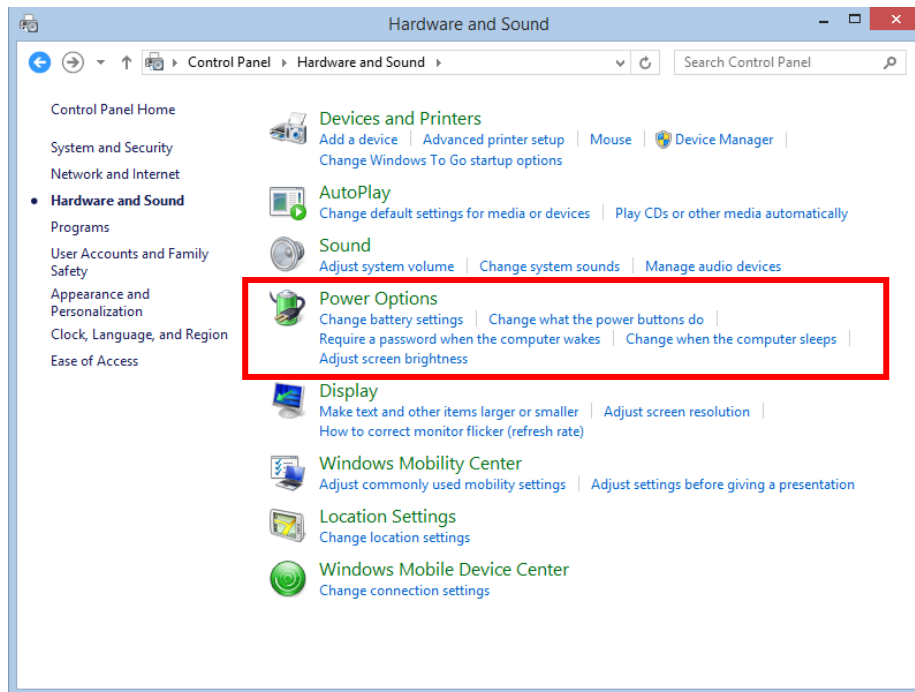 Hardware and Sound
Control Panel Hardware and Sound
Search Control Panel
Control Panel Home
System and Security
Network and Internet
Hardware and Sound
Programs
User Accounts and Family
Safety
Appearance and
Personalization
Clock, Language, and Region
Ease of Access
Devices and Printers
Add a device Advanced printer setup Mouse Device Manager
Change Windows To Go startup options
AutoPlay
Change default settings for media or devices Play CDs or other media automatically
Sound
Adjust system volume Change system sounds Manage audio devices
Power Options
Change battery settings Change what the power buttons do
Require a password when the computer wakes Change when the computer sleeps
Adjust screen brightness
Display
Make text and other items larger or smaller Adjust screen resolution
How to correct monitor flicker (refresh rate)
Windows Mobility Center
Adjust commonly used mobility settings Adjust settings before giving a presentation
Location Settings
Change location settings
Windows Mobile Device Center
Change connection settings